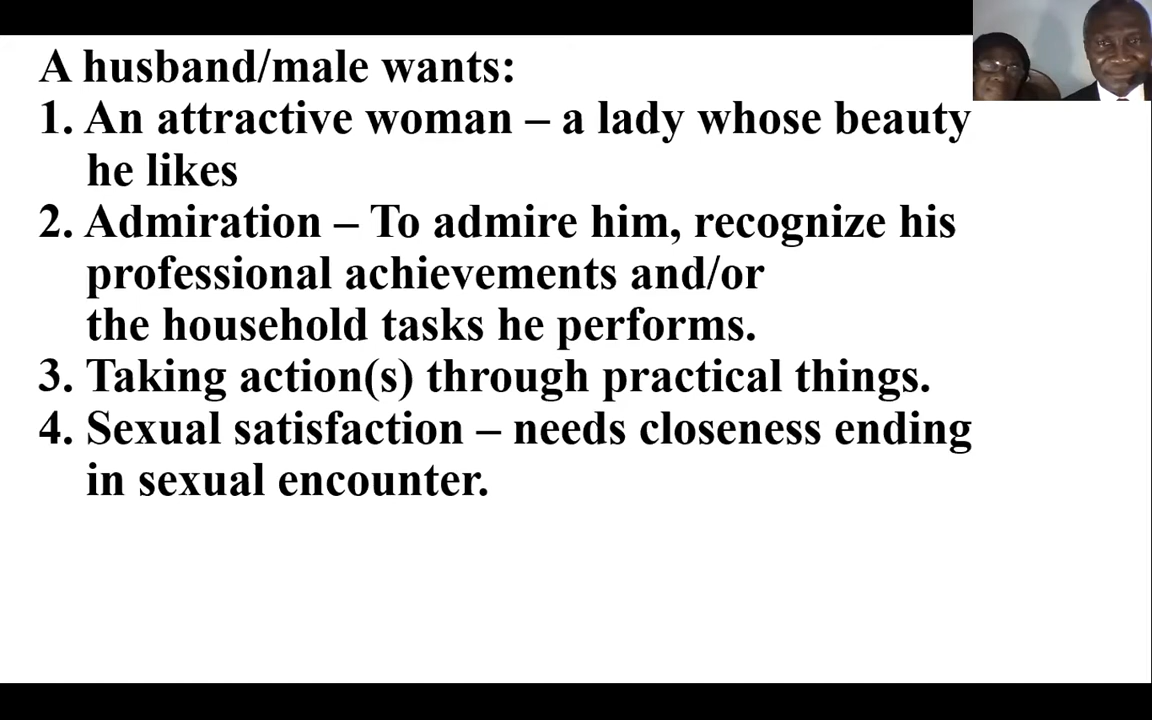 A husband/male wants:
1. An attractive woman – a lady whose beauty
he likes
2. Admiration – To admire him, recognize his
professional achievements and/or
the household tasks he performs.
3. Taking action(s) through practical things.
4. Sexual satisfaction – needs closeness ending
in sexual encounter.